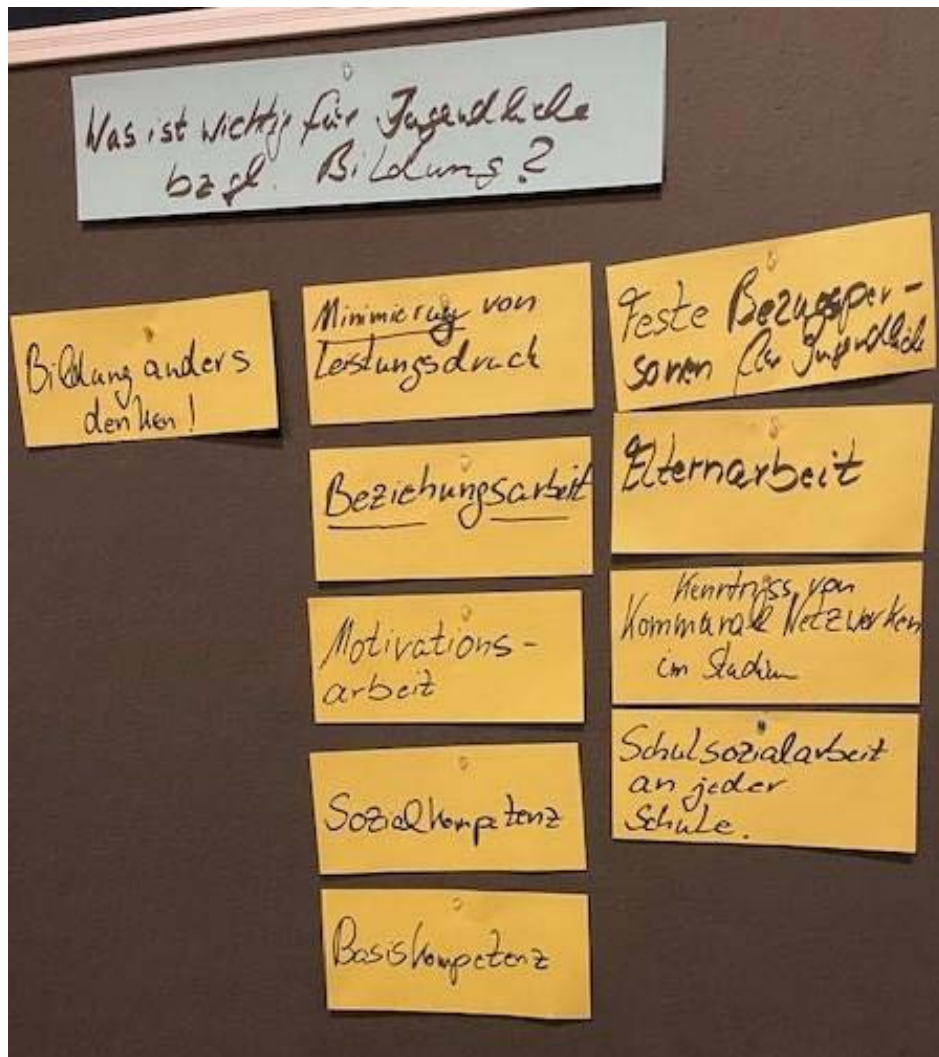 Was ist wichtig für Jugendliche
bzgl. Bildung?
Bildung anders
denken!
Minimierung von
Leistungsdruck
Beziehungsarbeit
Motivations-
arbeit
Sozialkompetenz
Basiskompetenz
Feste Bezugsper-
sonen für Jugendliche
Elternarbeit
Kenntniss von
Kommunale Netzwerken
im Studium
Schulsozialarbeit
an jeder
Schule.